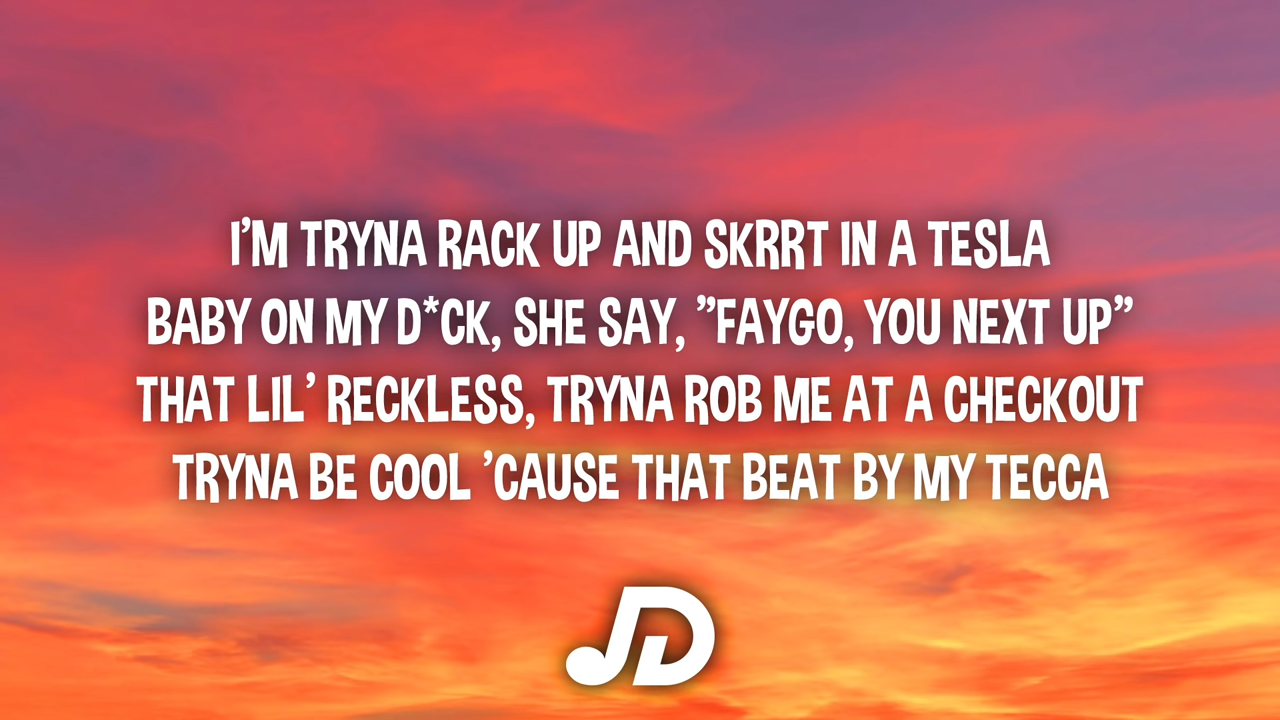 I'M TRYNA RACK UP AND SKRRT IN A TESLA
BABY ON MY D*CK, SHE SAY, "FAYGO, YOU NEXT UP"
THAT LIL' RECKLESS, TRYNA ROB ME AT A CHECKOUT
TRYNA BE COOL 'CAUSE THAT BEAT BY MY TECCA
JD